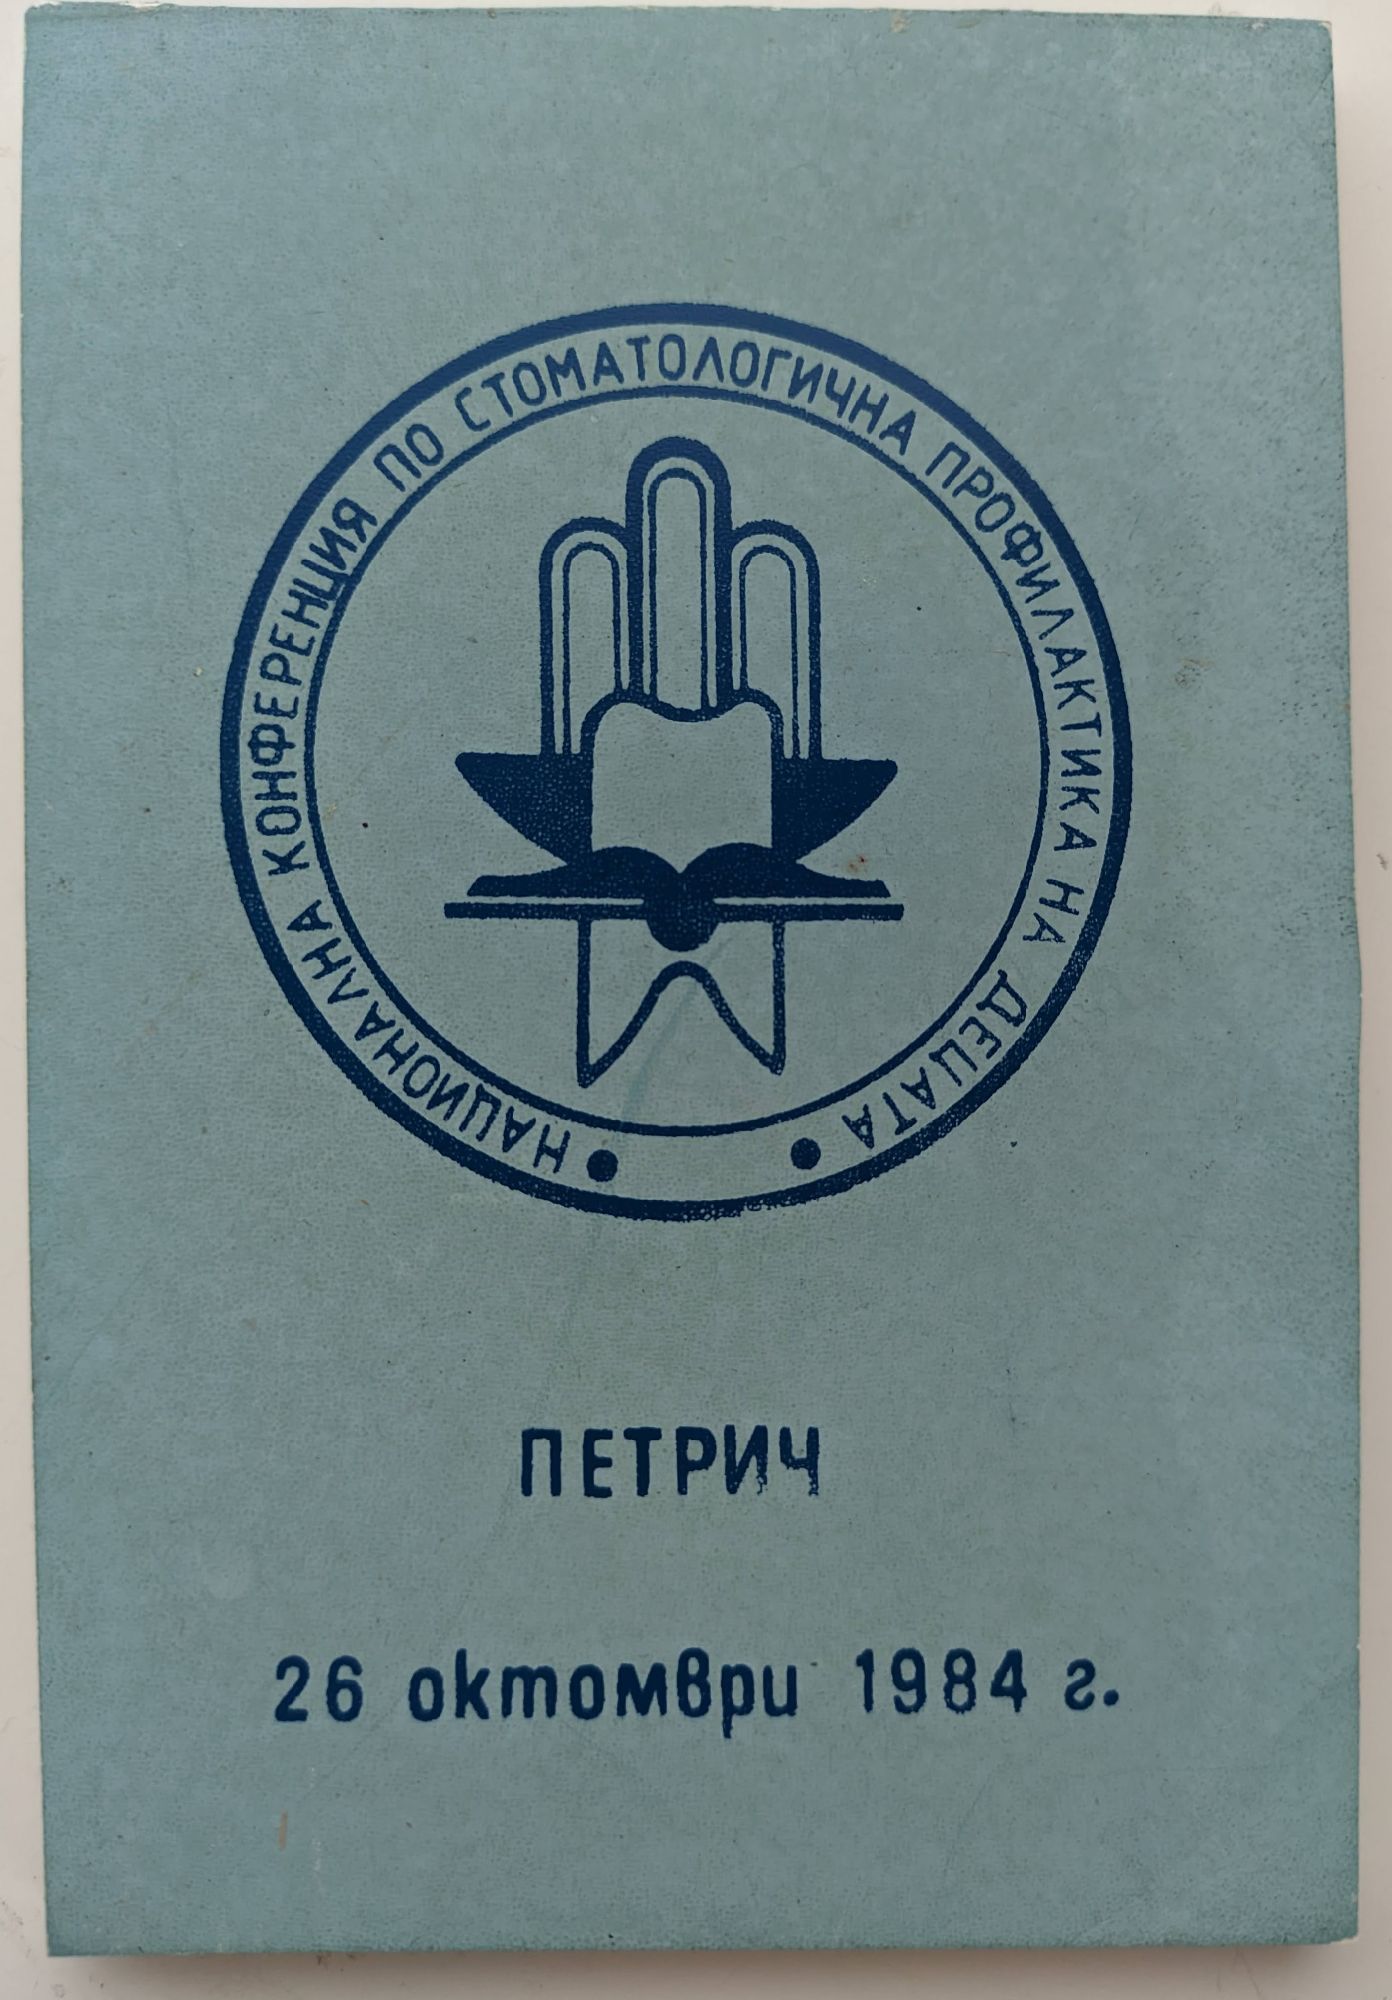 НАЦИОНАЛНА КОНФЕРЕНЦИЯ ПО СТОМАТОЛОГИЧНА ПРОФИЛАКТИКА НА ДЕЦАТА
ПЕТРИЧ
26 октомври 1984 г.